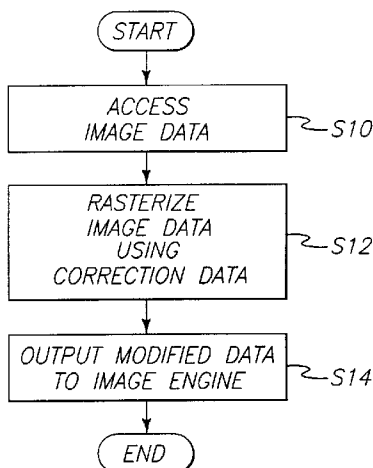 START
ACCESS
IMAGE DATA
S10
RASTERIZE
IMAGE DATA
USING
CORRECTION DATA
S12
OUTPUT MODIFIED DATA
TO IMAGE ENGINE
S14
END